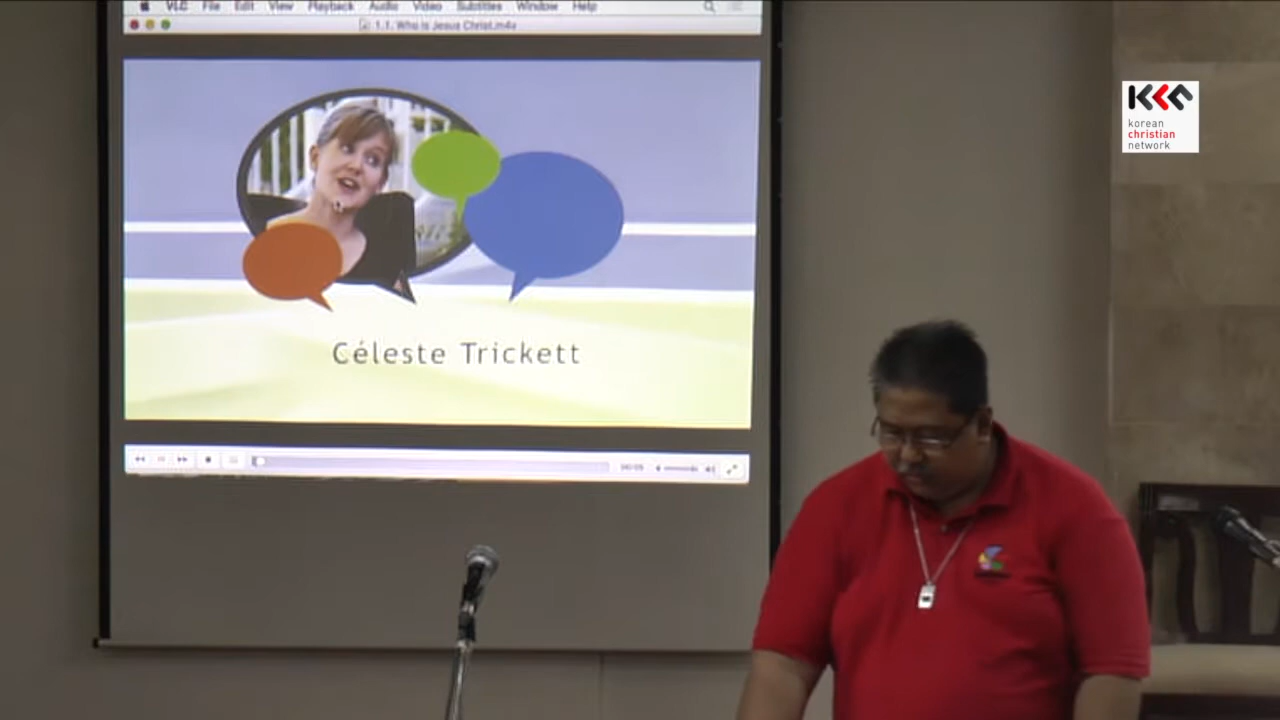 VLC File Edit View Playback Audio Video Subtitles Window Help
1.1. Who is Jesus Christ.m4v
Céleste Trickett
KCN
korean
christian
network